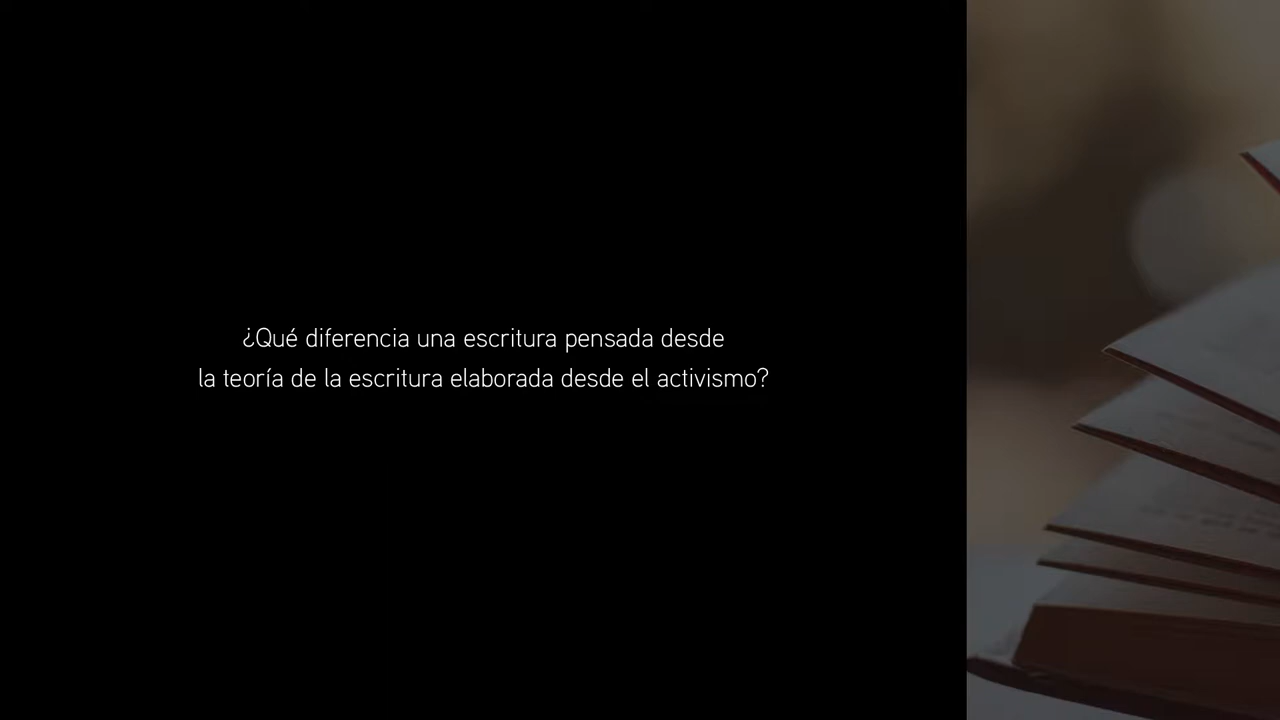 ¿Qué diferencia una escritura pensada desde
la teoría de la escritura elaborada desde el activismo?